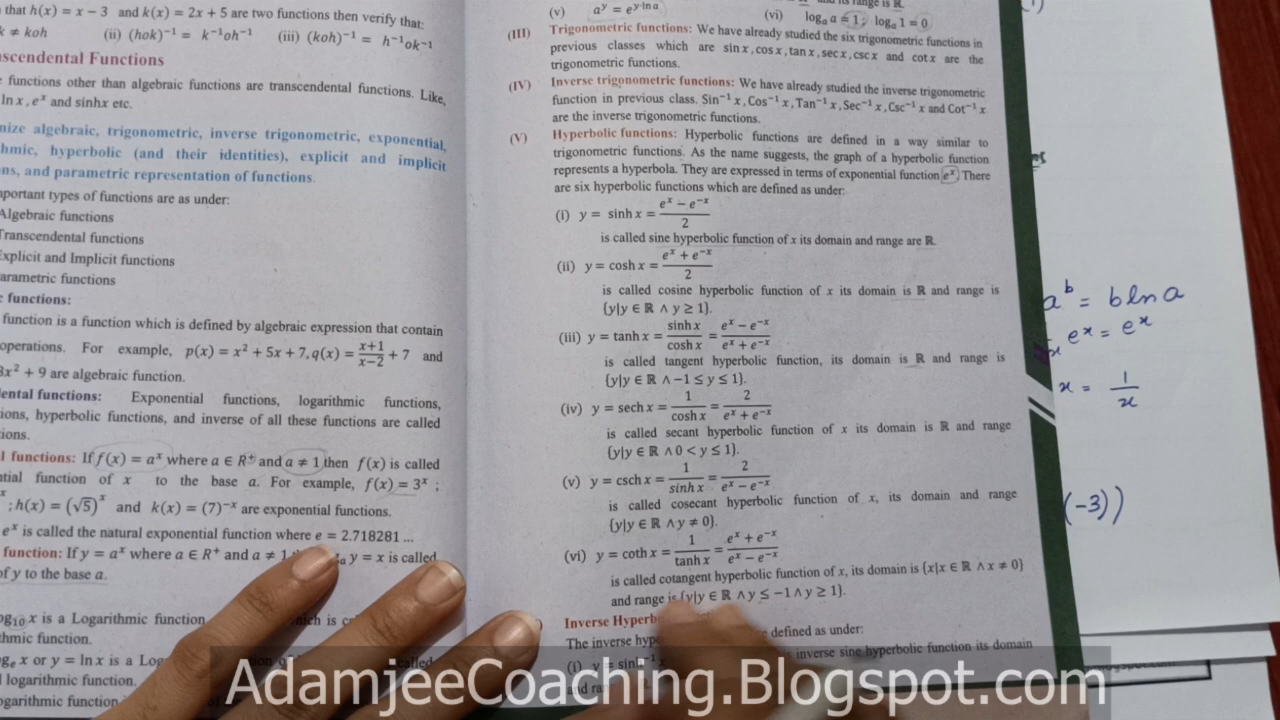 that h(x) = x − 3 and k(x) = 2x + 5 are two functions then verify that:
≠ koh (ii) (hok)⁻¹ = k⁻¹oh⁻¹ (iii) (koh)⁻¹ = h⁻¹ok⁻¹
scendental Functions
functions other than algebraic functions are transcendental functions. Like,
ln x, eˣ and sinhx etc.
nize algebraic, trigonometric, inverse trigonometric, exponential,
hmic, hyperbolic (and their identities), explicit and implicit
ns, and parametric representation of functions.
portant types of functions are as under:
Algebraic functions
Transcendental functions
Explicit and Implicit functions
arametric functions
c functions:
function is a function which is defined by algebraic expression that contain
operations. For example, p(x) = x² + 5x + 7, q(x) = (x+1)/(x−2) + 7 and
3x² + 9 are algebraic function.
ental functions: Exponential functions, logarithmic functions,
ions, hyperbolic functions, and inverse of all these functions are called
ions.
l functions: If f(x) = aˣ where a ∈ R⁺ and a ≠ 1 then f(x) is called
tial function of x to the base a. For example, f(x) = 3ˣ ;
; h(x) = (√5)ˣ and k(x) = (7)⁻ˣ are exponential functions.
eˣ is called the natural exponential function where e = 2.718281 ...
function: If y = aˣ where a ∈ R⁺ and a ≠ 1 y = x is called
of y to the base a.
og₁₀ x is a Logarithmic function
thmic function.
ogₑ x or y = ln x is a Log called
l logarithmic function.
ogarithmic function
(v) aʸ = e^(y ln a) (vi) logₐ a = 1; logₐ 1 = 0
(III) Trigonometric functions: We have already studied the six trigonometric functions in
previous classes which are sin x, cos x, tan x, sec x, csc x and cot x are the
trigonometric functions.
(IV) Inverse trigonometric functions: We have already studied the inverse trigonometric
function in previous class. Sin⁻¹ x, Cos⁻¹ x, Tan⁻¹ x, Sec⁻¹ x, Csc⁻¹ x and Cot⁻¹ x
are the inverse trigonometric functions.
(V) Hyperbolic functions: Hyperbolic functions are defined in a way similar to
trigonometric functions. As the name suggests, the graph of a hyperbolic function
represents a hyperbola. They are expressed in terms of exponential function eˣ. There
are six hyperbolic functions which are defined as under:
(i) y = sinh x = (eˣ − e⁻ˣ)/2
is called sine hyperbolic function of x its domain and range are ℝ.
(ii) y = cosh x = (eˣ + e⁻ˣ)/2
is called cosine hyperbolic function of x its domain is ℝ and range is
{y|y ∈ ℝ ∧ y ≥ 1}.
(iii) y = tanh x = sinh x/cosh x = (eˣ − e⁻ˣ)/(eˣ + e⁻ˣ)
is called tangent hyperbolic function, its domain is ℝ and range is
{y|y ∈ ℝ ∧ −1 ≤ y ≤ 1}.
(iv) y = sech x = 1/cosh x = 2/(eˣ + e⁻ˣ)
is called secant hyperbolic function of x its domain is ℝ and range
{y|y ∈ ℝ ∧ 0 < y ≤ 1}.
(v) y = csch x = 1/sinh x = 2/(eˣ − e⁻ˣ)
is called cosecant hyperbolic function of x, its domain and range
{y|y ∈ ℝ ∧ y ≠ 0}.
(vi) y = coth x = 1/tanh x = (eˣ + e⁻ˣ)/(eˣ − e⁻ˣ)
is called cotangent hyperbolic function of x, its domain is {x|x ∈ ℝ ∧ x ≠ 0}
and range is {y|y ∈ ℝ ∧ y ≤ −1 ∧ y ≥ 1}.
Inverse Hyperb
The inverse hype defined as under:
(i) y = sinh⁻¹ x is inverse sine hyperbolic function its domain
and ra
aᵇ = b ln a
eˣ = eˣ
x = 1/x
(-3))
AdamjeeCoaching.Blogspot.com